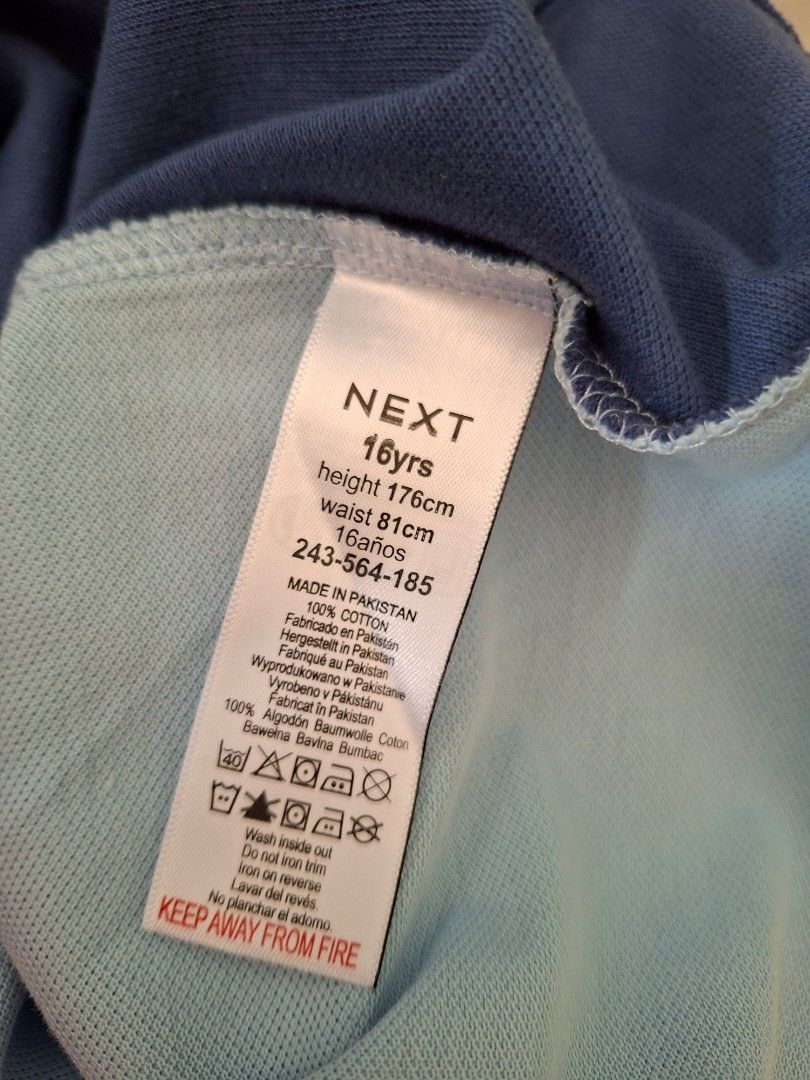 NEXT
16yrs
height 176cm
waist 81cm
16años
243-564-185
MADE IN PAKISTAN
100% COTTON
Fabricado en Pakistán
Hergestellt in Pakistan
Fabriqué au Pakistan
Wyprodukowano w Pakistanie
Vyrobeno v Pákistánu
Fabricat în Pakistan
100% Algodón Baumwolle Coton
Bawełna Bavlna Bumbac
40
Wash inside out
Do not iron trim
Iron on reverse
Lavar del revés.
No planchar el adorno.
KEEP AWAY FROM FIRE